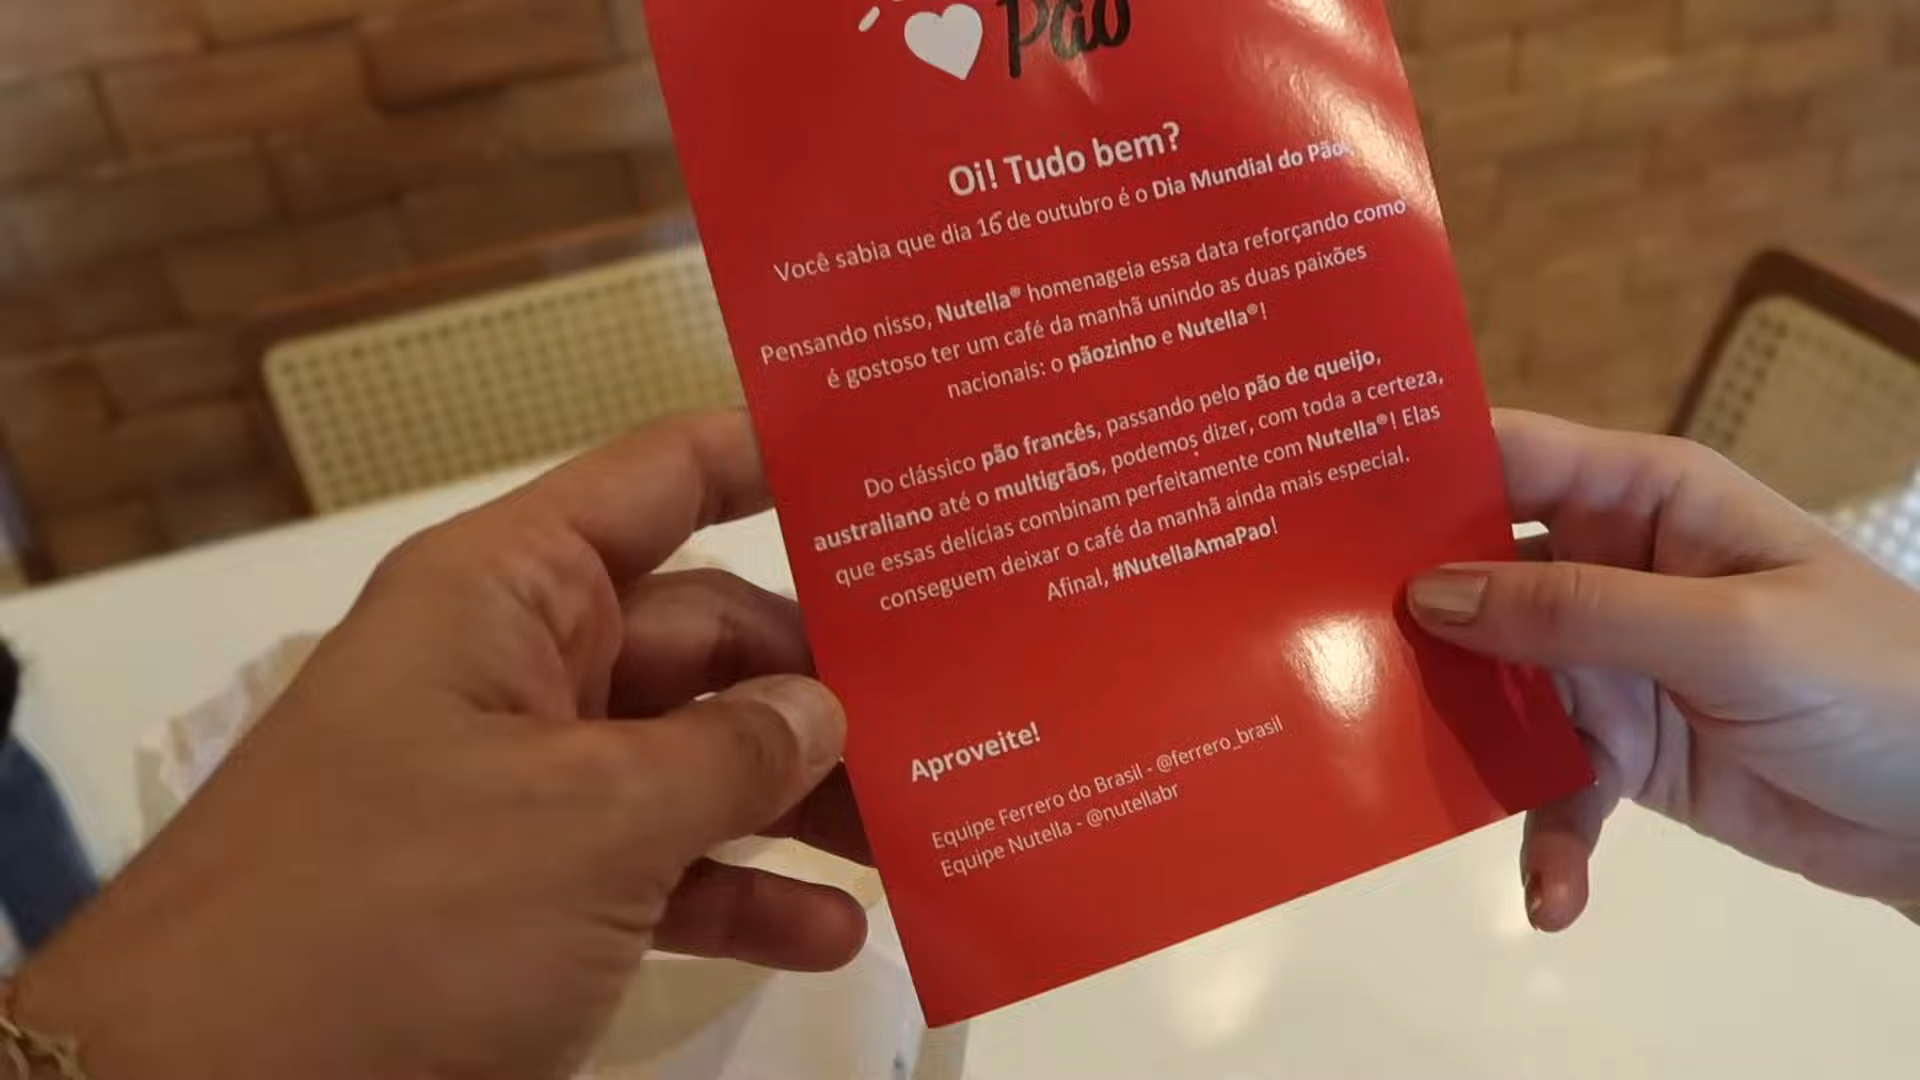 Pão
Oi! Tudo bem?
Você sabia que dia 16 de outubro é o Dia Mundial do Pão?
Pensando nisso, Nutella® homenageia essa data reforçando como
é gostoso ter um café da manhã unindo as duas paixões
nacionais: o pãozinho e Nutella®!
Do clássico pão francês, passando pelo pão de queijo,
australiano até o multigrãos, podemos dizer, com toda a certeza,
que essas delícias combinam perfeitamente com Nutella®! Elas
conseguem deixar o café da manhã ainda mais especial.
Afinal, #NutellaAmaPao!
Aproveite!
Equipe Ferrero do Brasil - @ferrero_brasil
Equipe Nutella - @nutellabr